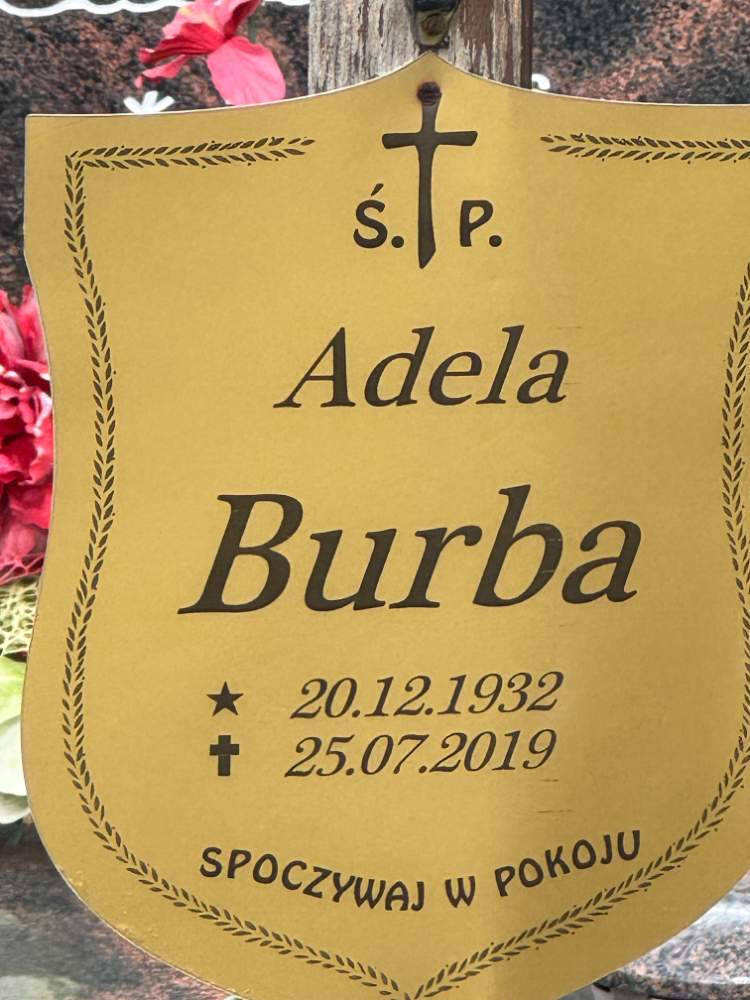 Ś. P.
Adela
Burba
★ 20.12.1932
✝ 25.07.2019
SPOCZYWAJ W POKOJU